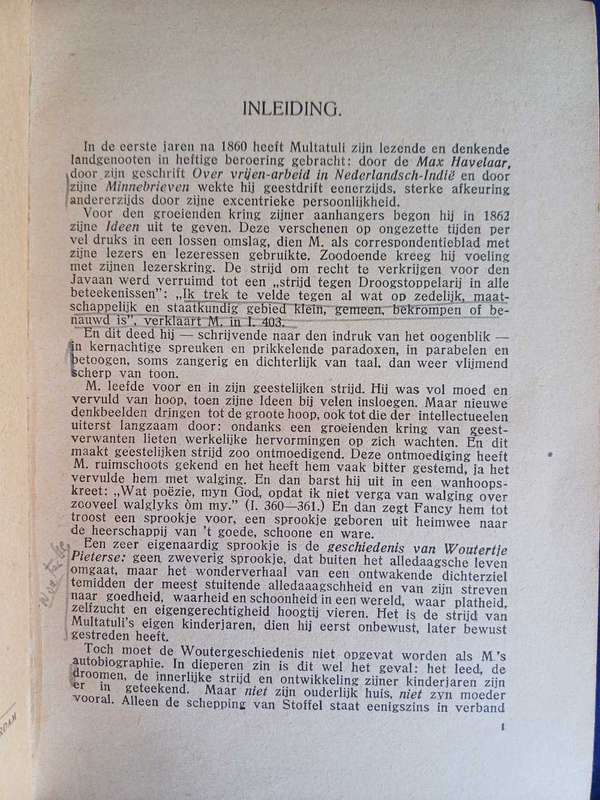 INLEIDING.
In de eerste jaren na 1860 heeft Multatuli zijn lezende en denkende
landgenooten in heftige beroering gebracht: door de Max Havelaar,
door zijn geschrift Over vrijen-arbeid in Nederlandsch-Indië en door
zijne Minnebrieven wekte hij geestdrift eenerzijds, sterke afkeuring
andererzijds door zijne excentrieke persoonlijkheid.
Voor den groeienden kring zijner aanhangers begon hij in 1862
zijne Ideen uit te geven. Deze verschenen op ongezette tijden per
vel druks in een lossen omslag, dien M. als correspondentieblad met
zijne lezers en lezeressen gebruikte. Zoodoende kreeg hij voeling
met zijnen lezerskring. De strijd om recht te verkrijgen voor den
Javaan werd verruimd tot een „strijd tegen Droogstoppelarij in alle
beteekenissen": „Ik trek te velde tegen al wat op zedelijk, maat-
schappelijk en staatkundig gebied klein, gemeen, bekrompen of be-
nauwd is", verklaart M. in I. 403.
En dit deed hij — schrijvende naar den indruk van het oogenblik —
in kernachtige spreuken en prikkelende paradoxen, in parabelen en
betoogen, soms zangerig en dichterlijk van taal, dan weer vlijmend
scherp van toon.
M. leefde voor en in zijn geestelijken strijd. Hij was vol moed en
vervuld van hoop, toen zijne Ideen bij velen insloegen. Maar nieuwe
denkbeelden dringen tot de groote hoop, ook tot die der intellectueelen
uiterst langzaam door: ondanks een groeienden kring van geest-
verwanten lieten werkelijke hervormingen op zich wachten. En dit
maakt geestelijken strijd zoo ontmoedigend. Deze ontmoediging heeft
M. ruimschoots gekend en het heeft hem vaak bitter gestemd, ja het
vervulde hem met walging. En dan barst hij uit in een wanhoops-
kreet: „Wat poëzie, myn God, opdat ik niet verga van walging over
zooveel walglyks òm my." (I. 360—361.) En dan zegt Fancy hem tot
troost een sprookje voor, een sprookje geboren uit heimwee naar
de heerschappij van 't goede, schoone en ware.
Een zeer eigenaardig sprookje is de geschiedenis van Woutertje
Pieterse: geen zweverig sprookje, dat buiten het alledaagsche leven
omgaat, maar het wonderverhaal van een ontwakende dichterziel
temidden der meest stuitende alledaaagschheid en van zijn streven
naar goedheid, waarheid en schoonheid in een wereld, waar platheid,
zelfzucht en eigengerechtigheid hoogtij vieren. Het is de strijd van
Multatuli's eigen kinderjaren, dien hij eerst onbewust, later bewust
gestreden heeft.
Toch moet de Woutergeschiedenis niet opgevat worden als M.'s
autobiographie. In dieperen zin is dit wel het geval: het leed, de
droomen, de innerlijke strijd en ontwikkeling zijner kinderjaren zijn
er in geteekend. Maar niet zijn ouderlijk huis, niet zyn moeder
vooral. Alleen de schepping van Stoffel staat eenigszins in verband
1